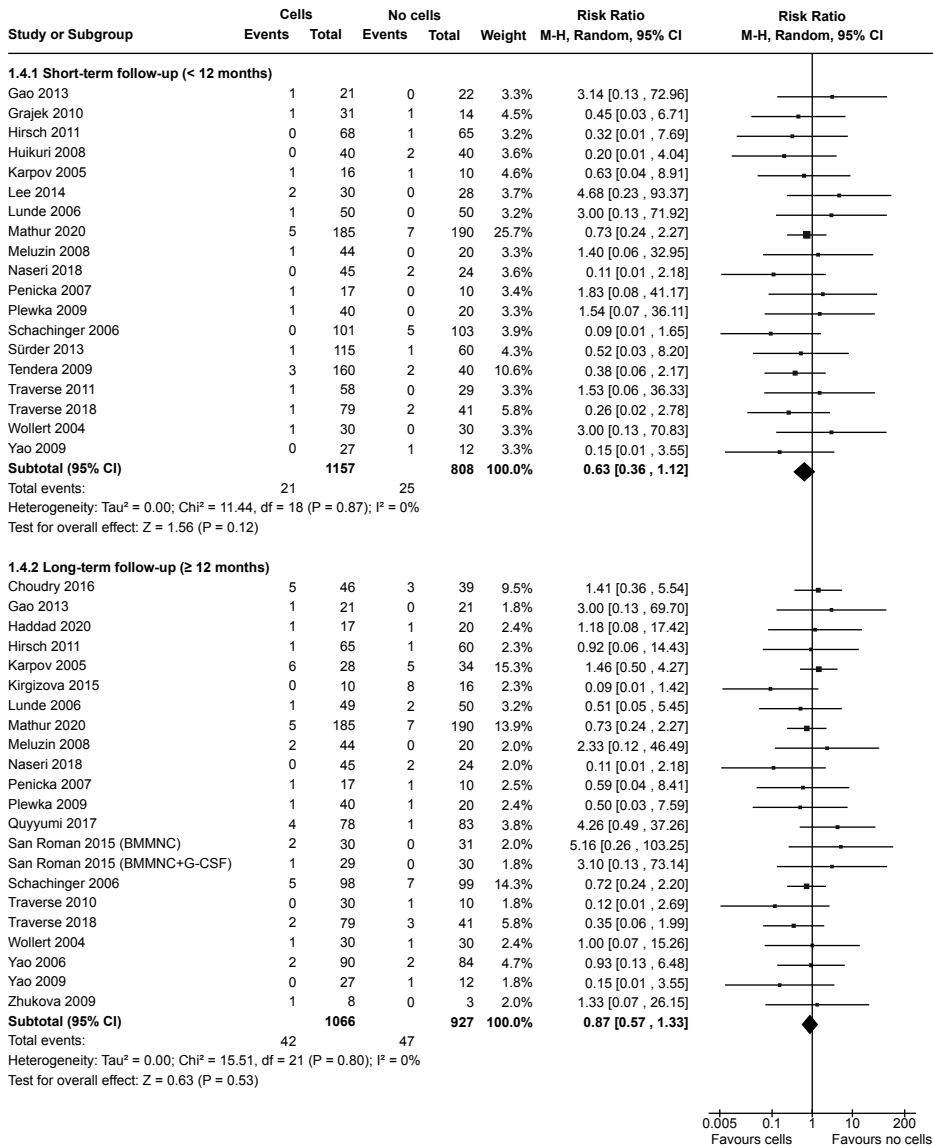 Cells No cells Risk Ratio Risk Ratio
Study or Subgroup Events Total Events Total Weight M-H, Random, 95% CI M-H, Random, 95% CI
1.4.1 Short-term follow-up (< 12 months)
Gao 2013 1 21 0 22 3.3% 3.14 [0.13 , 72.96]
Grajek 2010 1 31 1 14 4.5% 0.45 [0.03 , 6.71]
Hirsch 2011 0 68 1 65 3.2% 0.32 [0.01 , 7.69]
Huikuri 2008 0 40 2 40 3.6% 0.20 [0.01 , 4.04]
Karpov 2005 1 16 1 10 4.6% 0.63 [0.04 , 8.91]
Lee 2014 2 30 0 28 3.7% 4.68 [0.23 , 93.37]
Lunde 2006 1 50 0 50 3.2% 3.00 [0.13 , 71.92]
Mathur 2020 5 185 7 190 25.7% 0.73 [0.24 , 2.27]
Meluzin 2008 1 44 0 20 3.3% 1.40 [0.06 , 32.95]
Naseri 2018 0 45 2 24 3.6% 0.11 [0.01 , 2.18]
Penicka 2007 1 17 0 10 3.4% 1.83 [0.08 , 41.17]
Plewka 2009 1 40 0 20 3.3% 1.54 [0.07 , 36.11]
Schachinger 2006 0 101 5 103 3.9% 0.09 [0.01 , 1.65]
Sürder 2013 1 115 1 60 4.3% 0.52 [0.03 , 8.20]
Tendera 2009 3 160 2 40 10.6% 0.38 [0.06 , 2.17]
Traverse 2011 1 58 0 29 3.3% 1.53 [0.06 , 36.33]
Traverse 2018 1 79 2 41 5.8% 0.26 [0.02 , 2.78]
Wollert 2004 1 30 0 30 3.3% 3.00 [0.13 , 70.83]
Yao 2009 0 27 1 12 3.3% 0.15 [0.01 , 3.55]
Subtotal (95% CI) 1157 808 100.0% 0.63 [0.36 , 1.12]
Total events: 21 25
Heterogeneity: Tau² = 0.00; Chi² = 11.44, df = 18 (P = 0.87); I² = 0%
Test for overall effect: Z = 1.56 (P = 0.12)
1.4.2 Long-term follow-up (≥ 12 months)
Choudry 2016 5 46 3 39 9.5% 1.41 [0.36 , 5.54]
Gao 2013 1 21 0 21 1.8% 3.00 [0.13 , 69.70]
Haddad 2020 1 17 1 20 2.4% 1.18 [0.08 , 17.42]
Hirsch 2011 1 65 1 60 2.3% 0.92 [0.06 , 14.43]
Karpov 2005 6 28 5 34 15.3% 1.46 [0.50 , 4.27]
Kirgizova 2015 0 10 8 16 2.3% 0.09 [0.01 , 1.42]
Lunde 2006 1 49 2 50 3.2% 0.51 [0.05 , 5.45]
Mathur 2020 5 185 7 190 13.9% 0.73 [0.24 , 2.27]
Meluzin 2008 2 44 0 20 2.0% 2.33 [0.12 , 46.49]
Naseri 2018 0 45 2 24 2.0% 0.11 [0.01 , 2.18]
Penicka 2007 1 17 1 10 2.5% 0.59 [0.04 , 8.41]
Plewka 2009 1 40 1 20 2.4% 0.50 [0.03 , 7.59]
Quyyumi 2017 4 78 1 83 3.8% 4.26 [0.49 , 37.26]
San Roman 2015 (BMMNC) 2 30 0 31 2.0% 5.16 [0.26 , 103.25]
San Roman 2015 (BMMNC+G-CSF) 1 29 0 30 1.8% 3.10 [0.13 , 73.14]
Schachinger 2006 5 98 7 99 14.3% 0.72 [0.24 , 2.20]
Traverse 2010 0 30 1 10 1.8% 0.12 [0.01 , 2.69]
Traverse 2018 2 79 3 41 5.8% 0.35 [0.06 , 1.99]
Wollert 2004 1 30 1 30 2.4% 1.00 [0.07 , 15.26]
Yao 2006 2 90 2 84 4.7% 0.93 [0.13 , 6.48]
Yao 2009 0 27 1 12 1.8% 0.15 [0.01 , 3.55]
Zhukova 2009 1 8 0 3 2.0% 1.33 [0.07 , 26.15]
Subtotal (95% CI) 1066 927 100.0% 0.87 [0.57 , 1.33]
Total events: 42 47
Heterogeneity: Tau² = 0.00; Chi² = 15.51, df = 21 (P = 0.80); I² = 0%
Test for overall effect: Z = 0.63 (P = 0.53)
0.005 0.1 1 10 200
Favours cells Favours no cells